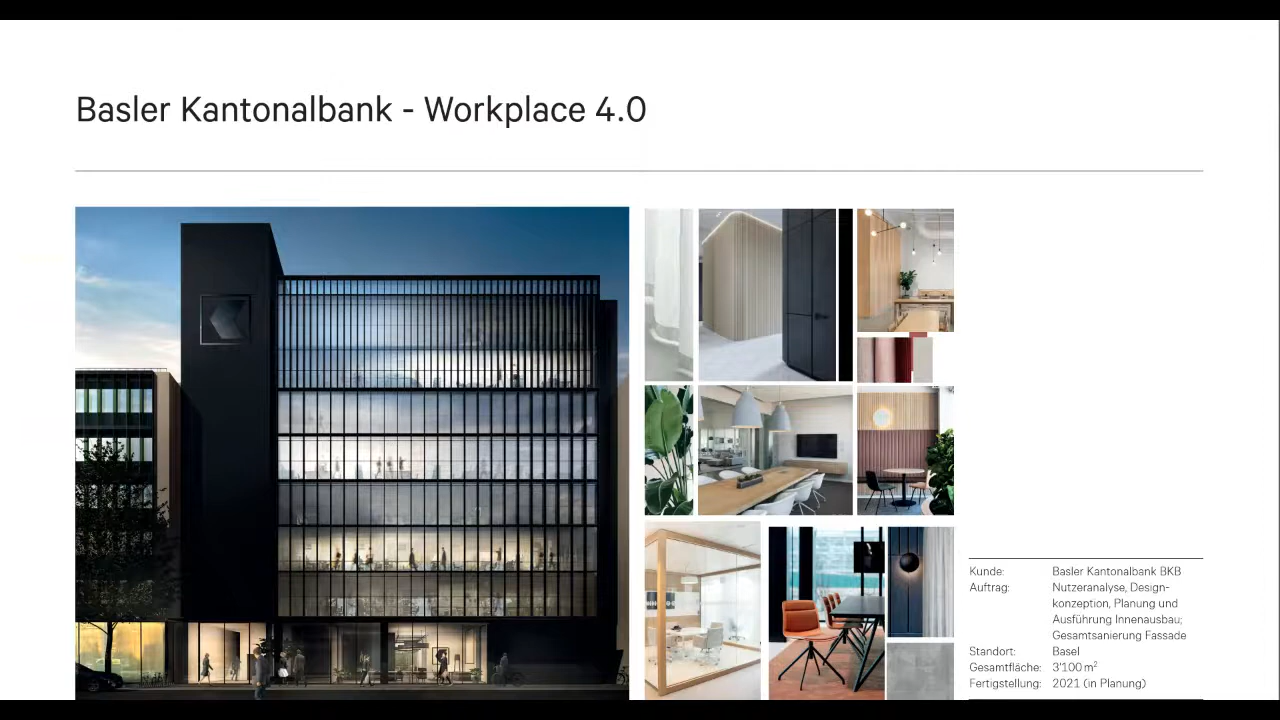 Basler Kantonalbank - Workplace 4.0
Kunde: Basler Kantonalbank BKB
Auftrag: Nutzeranalyse, Design-
konzeption, Planung und
Ausführung Innenausbau;
Gesamtsanierung Fassade
Standort: Basel
Gesamtfläche: 3'100 m²
Fertigstellung: 2021 (in Planung)